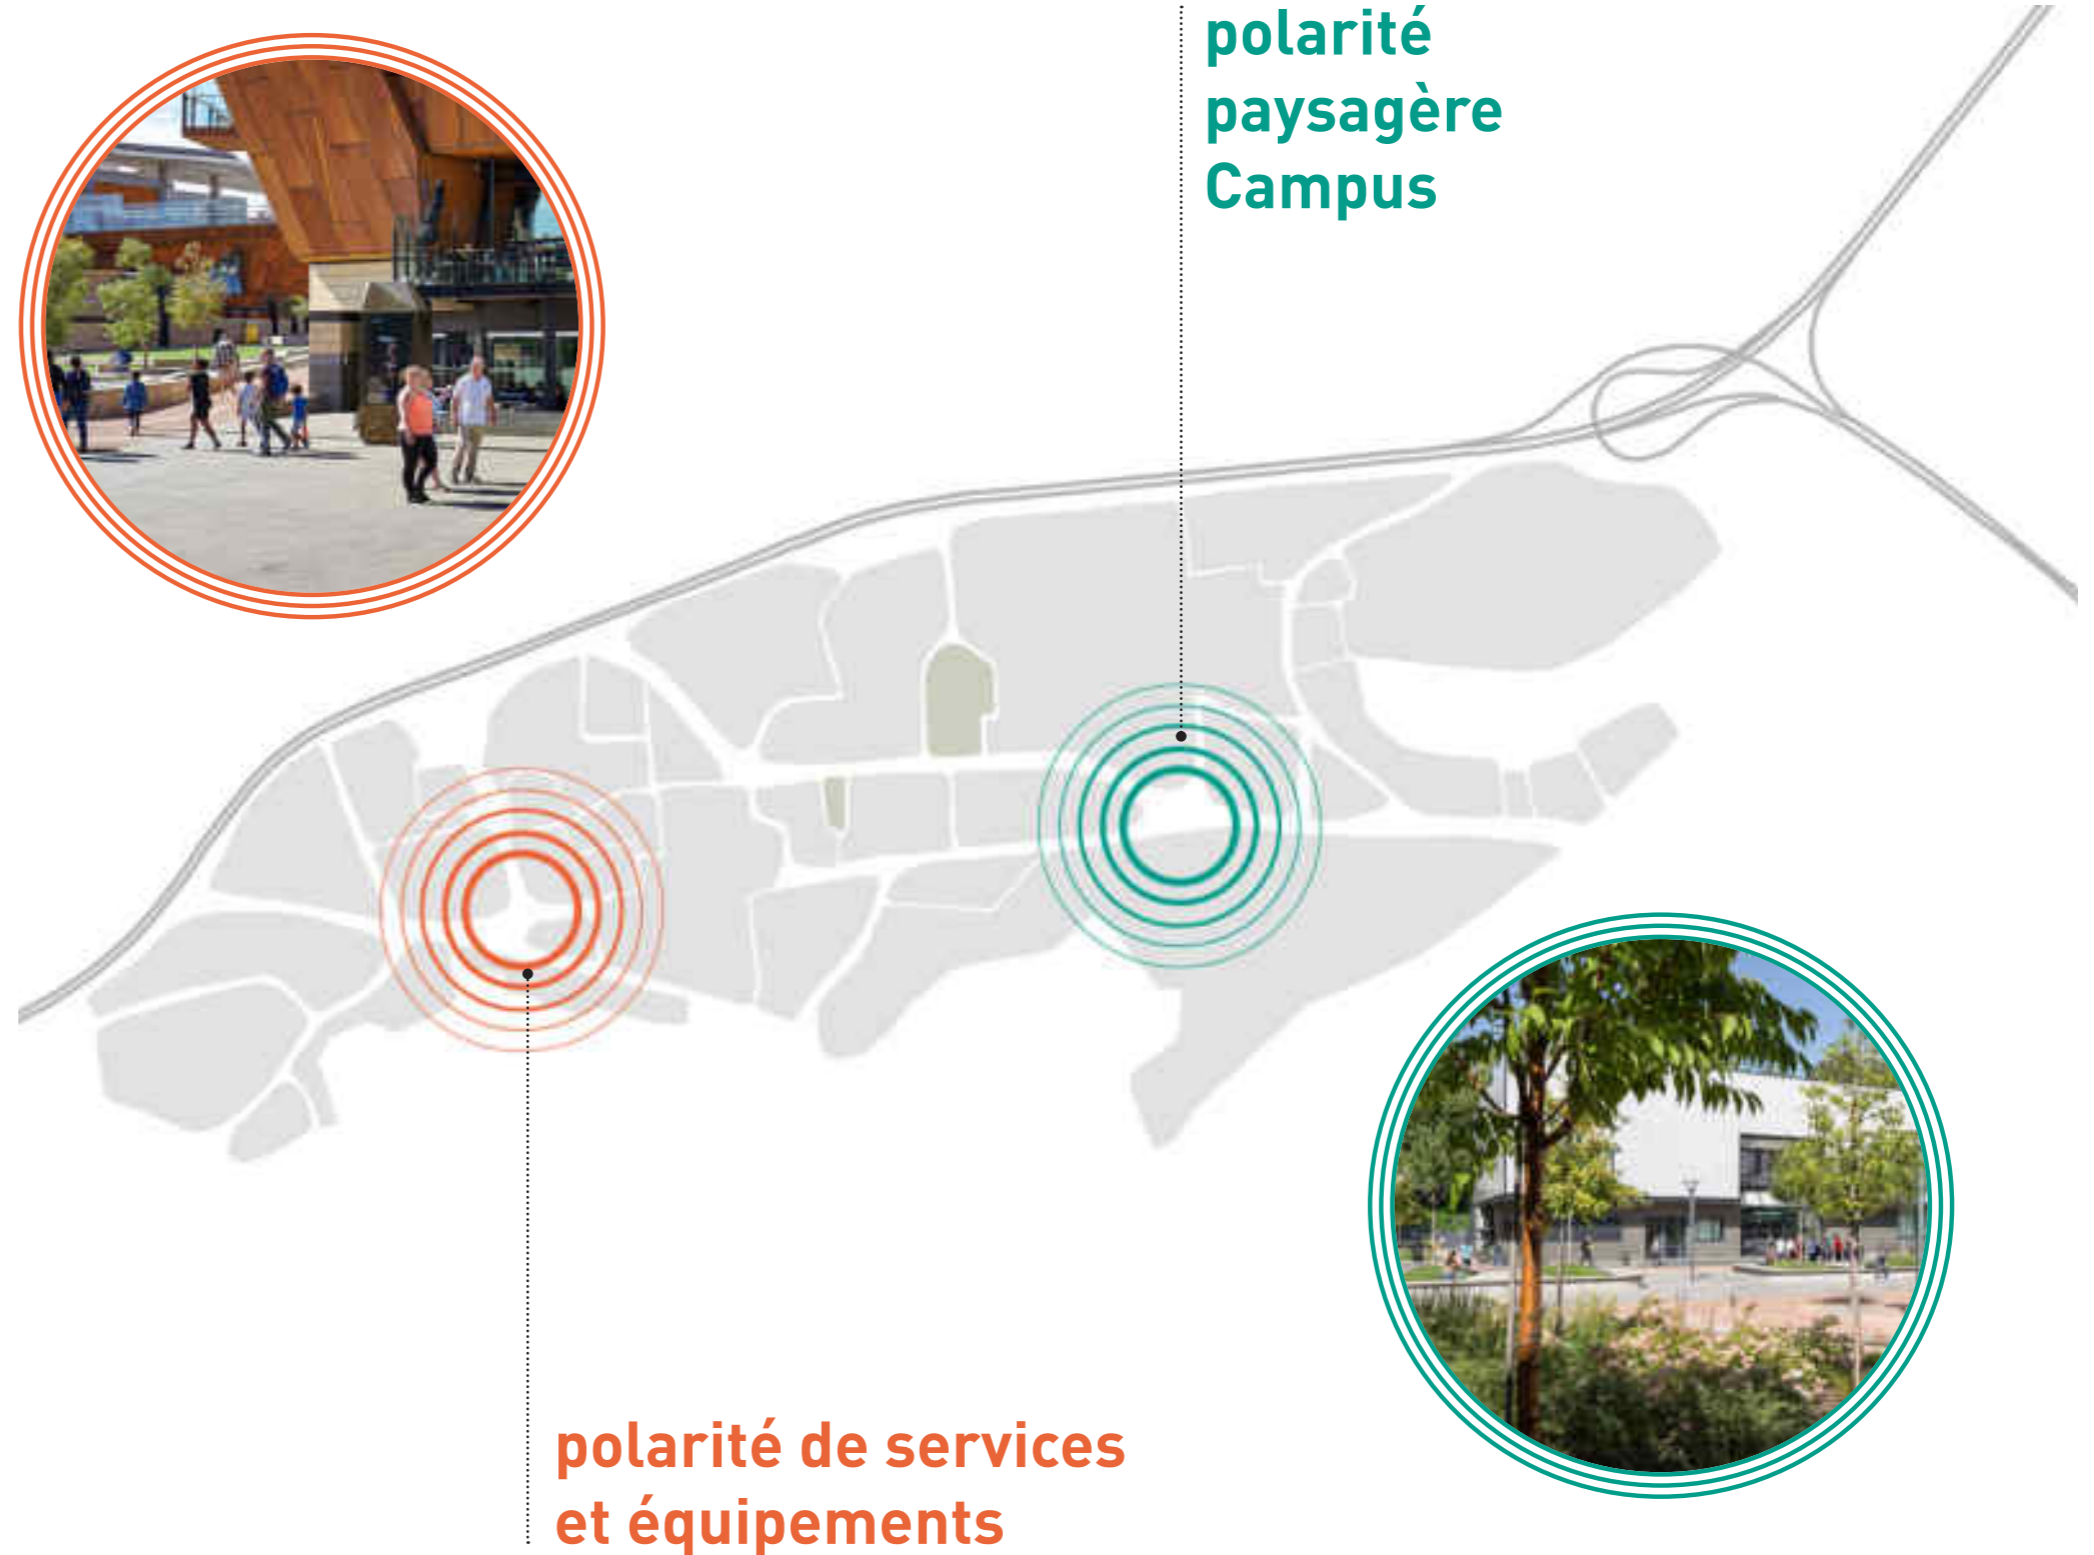 polarité
paysagère
Campus
polarité de services
et équipements